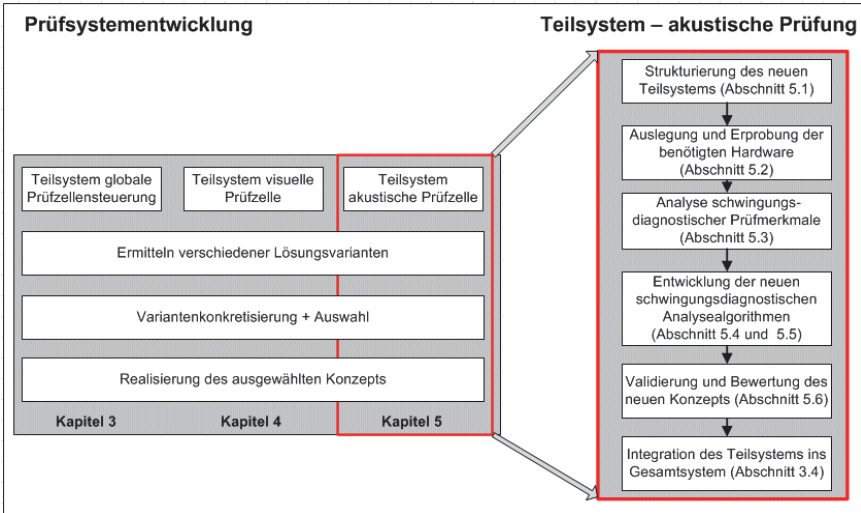 Prüfsystementwicklung
Teilsystem – akustische Prüfung
Teilsystem globale
Prüfzellensteuerung
Teilsystem visuelle
Prüfzelle
Teilsystem
akustische Prüfzelle
Ermitteln verschiedener Lösungsvarianten
Variantenkonkretisierung + Auswahl
Realisierung des ausgewählten Konzepts
Kapitel 3
Kapitel 4
Kapitel 5
Strukturierung des neuen
Teilsystems (Abschnitt 5.1)
Auslegung und Erprobung der
benötigten Hardware
(Abschnitt 5.2)
Analyse schwingungs-
diagnostischer Prüfmerkmale
(Abschnitt 5.3)
Entwicklung der neuen
schwingungsdiagnostischen
Analysealgorithmen
(Abschnitt 5.4 und 5.5)
Validierung und Bewertung des
neuen Konzepts (Abschnitt 5.6)
Integration des Teilsystems ins
Gesamtsystem (Abschnitt 3.4)